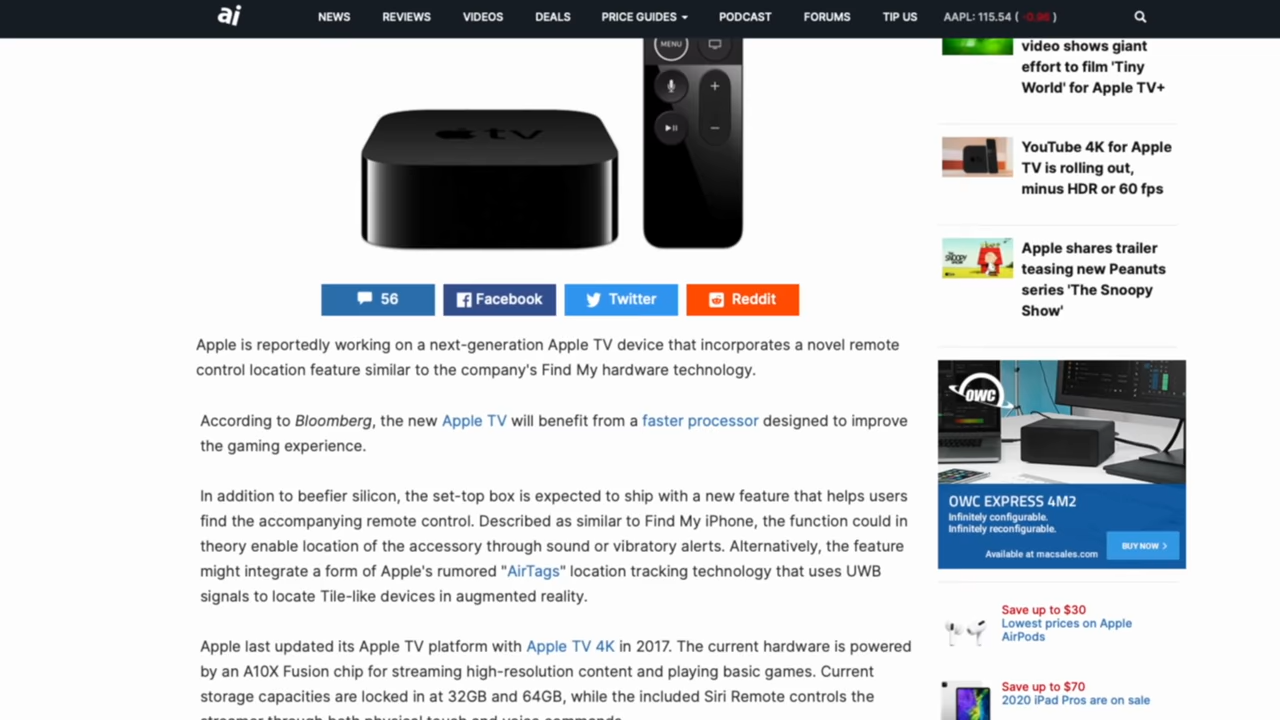 ai
NEWS
REVIEWS
VIDEOS
DEALS
PRICE GUIDES
PODCAST
FORUMS
TIP US
AAPL: 115.54 ( -0.96 )
MENU
tv
56
Facebook
Twitter
Reddit
Apple is reportedly working on a next-generation Apple TV device that incorporates a novel remote
control location feature similar to the company's Find My hardware technology.
According to Bloomberg, the new Apple TV will benefit from a faster processor designed to improve
the gaming experience.
In addition to beefier silicon, the set-top box is expected to ship with a new feature that helps users
find the accompanying remote control. Described as similar to Find My iPhone, the function could in
theory enable location of the accessory through sound or vibratory alerts. Alternatively, the feature
might integrate a form of Apple's rumored "AirTags" location tracking technology that uses UWB
signals to locate Tile-like devices in augmented reality.
Apple last updated its Apple TV platform with Apple TV 4K in 2017. The current hardware is powered
by an A10X Fusion chip for streaming high-resolution content and playing basic games. Current
storage capacities are locked in at 32GB and 64GB, while the included Siri Remote controls the
streamer through both physical touch and voice commands.
video shows giant
effort to film 'Tiny
World' for Apple TV+
YouTube 4K for Apple
TV is rolling out,
minus HDR or 60 fps
Apple shares trailer
teasing new Peanuts
series 'The Snoopy
Show'
OWC
OWC EXPRESS 4M2
Infinitely configurable.
Infinitely reconfigurable.
Available at macsales.com
BUY NOW >
Save up to $30
Lowest prices on Apple
AirPods
Save up to $70
2020 iPad Pros are on sale